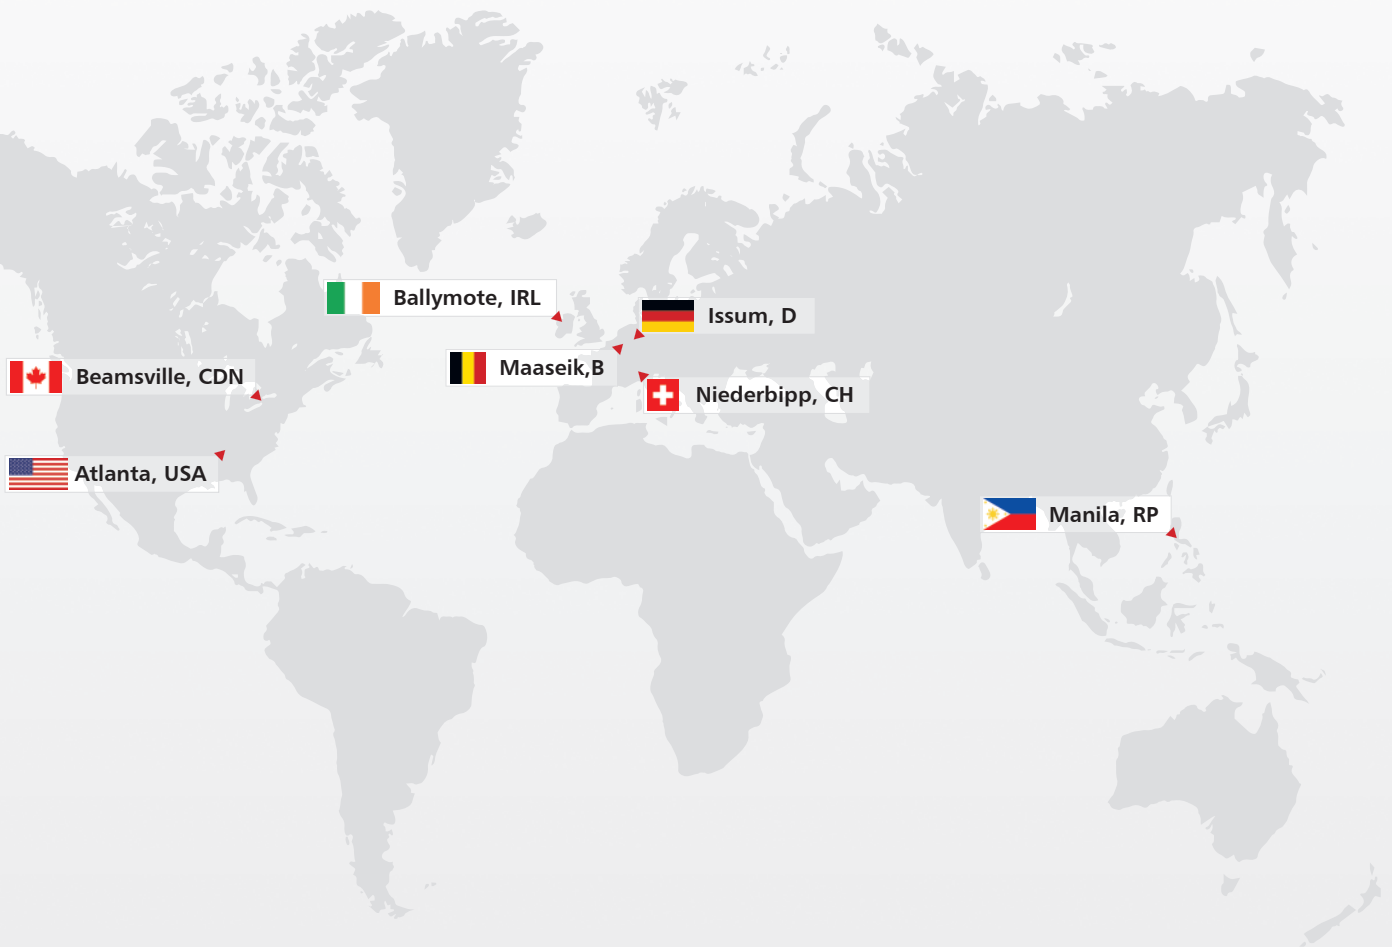 Ballymote, IRL
Issum, D
Maaseik,B
Beamsville, CDN
Niederbipp, CH
Atlanta, USA
Manila, RP